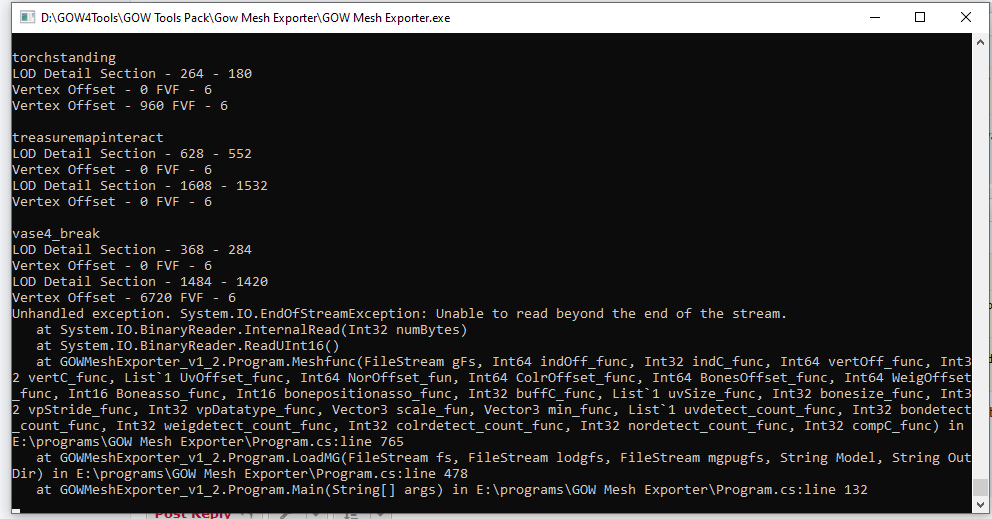 D:\GOW4Tools\GOW Tools Pack\Gow Mesh Exporter\GOW Mesh Exporter.exe
torchstanding
LOD Detail Section - 264 - 180
Vertex Offset - 0 FVF - 6
Vertex Offset - 960 FVF - 6
treasuremapinteract
LOD Detail Section - 628 - 552
Vertex Offset - 0 FVF - 6
LOD Detail Section - 1608 - 1532
Vertex Offset - 0 FVF - 6
vase4_break
LOD Detail Section - 368 - 284
Vertex Offset - 0 FVF - 6
LOD Detail Section - 1484 - 1420
Vertex Offset - 6720 FVF - 6
Unhandled exception. System.IO.EndOfStreamException: Unable to read beyond the end of the stream.
at System.IO.BinaryReader.InternalRead(Int32 numBytes)
at System.IO.BinaryReader.ReadUInt16()
at GOWMeshExporter_v1_2.Program.Meshfunc(FileStream gFs, Int64 indOff_func, Int32 indC_func, Int64 vertOff_func, Int3
2 vertC_func, List`1 UvOffset_func, Int64 NorOffset_fun, Int64 ColrOffset_func, Int64 BonesOffset_func, Int64 WeigOffset
_func, Int16 Boneasso_func, Int16 bonepositionasso_func, Int32 buffC_func, List`1 uvSize_func, Int32 bonesize_func, Int3
2 vpStride_func, Int32 vpDatatype_func, Vector3 scale_fun, Vector3 min_func, List`1 uvdetect_count_func, Int32 bondetect
_count_func, Int32 weigdetect_count_func, Int32 colrdetect_count_func, Int32 nordetect_count_func, Int32 compC_func) in
E:\programs\GOW Mesh Exporter\Program.cs:line 765
at GOWMeshExporter_v1_2.Program.LoadMG(FileStream fs, FileStream lodgfs, FileStream mgpugfs, String Model, String Out
Dir) in E:\programs\GOW Mesh Exporter\Program.cs:line 478
at GOWMeshExporter_v1_2.Program.Main(String[] args) in E:\programs\GOW Mesh Exporter\Program.cs:line 132
Post Reply